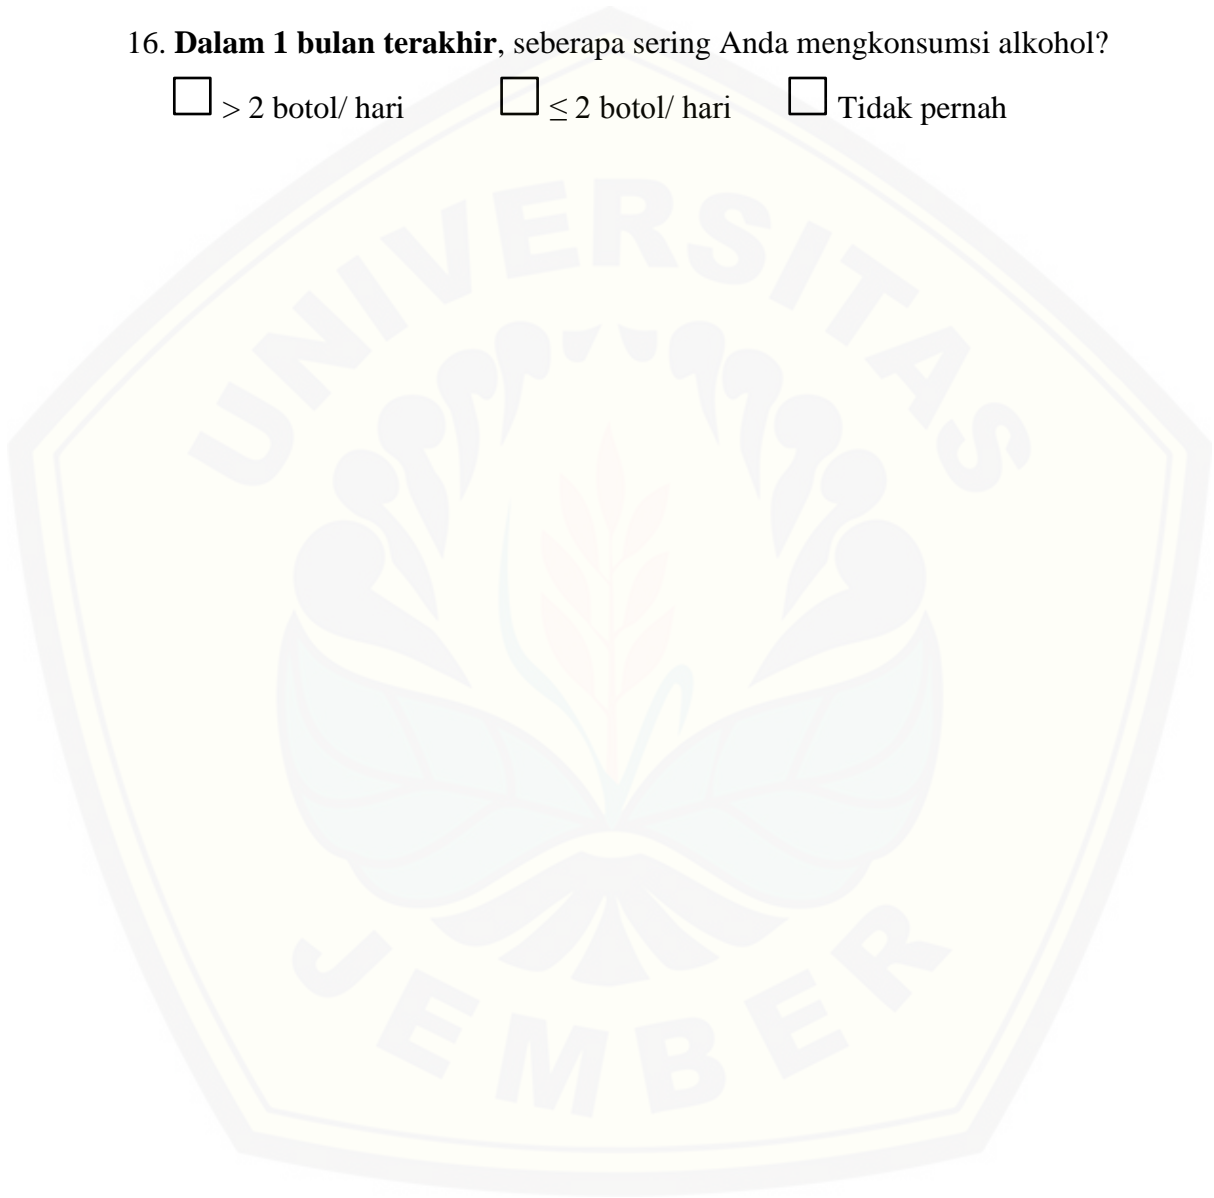 16. Dalam 1 bulan terakhir, seberapa sering Anda mengkonsumsi alkohol?
> 2 botol/ hari ≤ 2 botol/ hari Tidak pernah
UNIVERSITAS
JEMBER